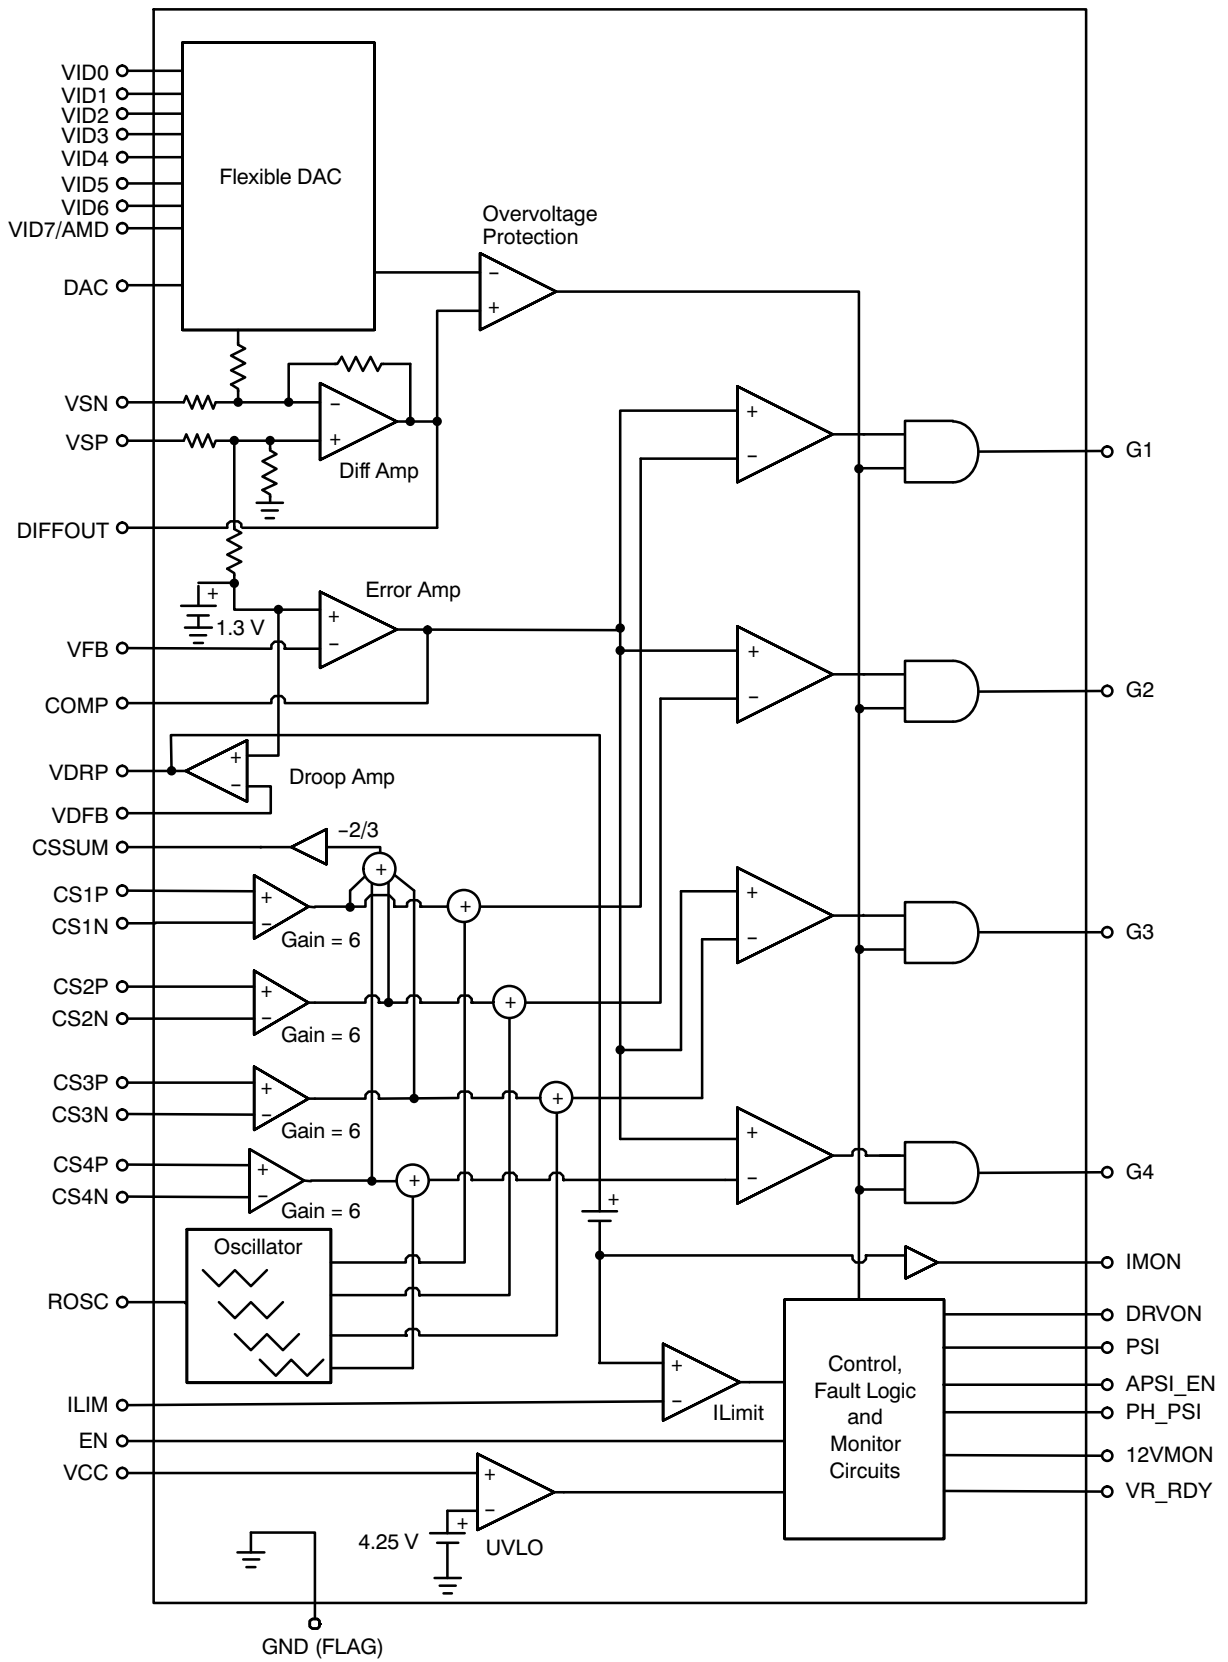 VID0
VID1
VID2
VID3
VID4
VID5
VID6
VID7/AMD
DAC
Flexible DAC
Overvoltage
Protection
−
+
VSN
VSP
−
+
Diff Amp
DIFFOUT
+
−
G1
+
1.3 V
Error Amp
+
−
VFB
COMP
+
−
G2
VDRP
VDFB
+
−
Droop Amp
CSSUM
−2/3
+
CS1P
CS1N
+
−
Gain = 6
+
+
−
G3
CS2P
CS2N
+
−
Gain = 6
+
CS3P
CS3N
+
−
Gain = 6
+
CS4P
CS4N
+
−
Gain = 6
+
+
−
G4
+
Oscillator
ROSC
IMON
DRVON
PSI
APSI_EN
PH_PSI
12VMON
VR_RDY
Control,
Fault Logic
and
Monitor
Circuits
+
−
ILimit
ILIM
EN
VCC
+
−
+
4.25 V
UVLO
GND (FLAG)